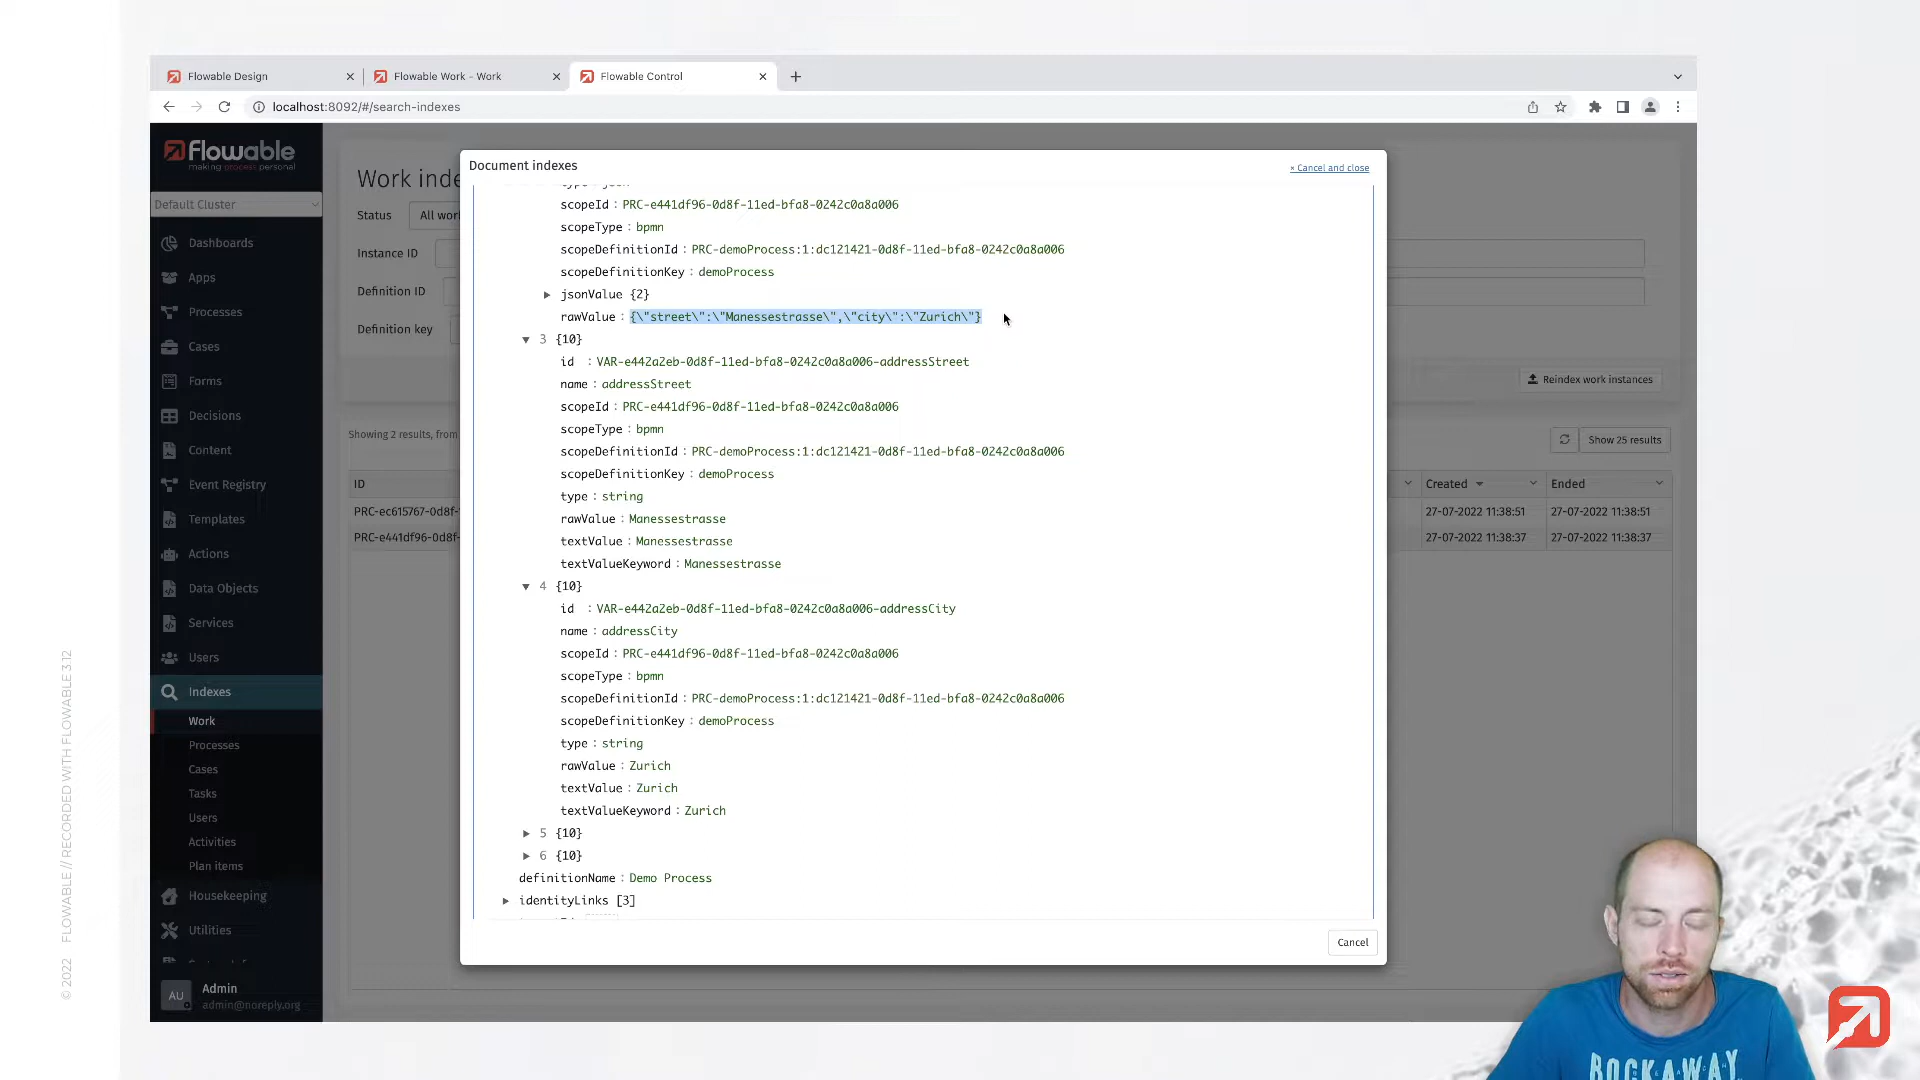 Flowable Design
Flowable Work - Work
Flowable Control
localhost:8092/#/search-indexes
Flowable
making process personal
Default Cluster
Dashboards
Apps
Processes
Cases
Forms
Decisions
Content
Event Registry
Templates
Actions
Data Objects
Services
Users
Indexes
Work
Processes
Cases
Tasks
Users
Activities
Plan items
Housekeeping
Utilities
AU
Admin
admin@noreply.org
Work inde
Status
All wor
Instance ID
Definition ID
Definition key
Reindex work instances
Showing 2 results, from
Show 25 results
ID
Created
Ended
PRC-ec615767-0d8f-
27-07-2022 11:38:51
27-07-2022 11:38:51
PRC-e441df96-0d8f-
27-07-2022 11:38:37
27-07-2022 11:38:37
Document indexes
× Cancel and close
scopeId : PRC-e441df96-0d8f-11ed-bfa8-0242c0a8a006
scopeType : bpmn
scopeDefinitionId : PRC-demoProcess:1:dc121421-0d8f-11ed-bfa8-0242c0a8a006
scopeDefinitionKey : demoProcess
jsonValue {2}
rawValue : {\"street\":\"Manessestrasse\",\"city\":\"Zurich\"}
3 {10}
id : VAR-e442a2eb-0d8f-11ed-bfa8-0242c0a8a006-addressStreet
name : addressStreet
scopeId : PRC-e441df96-0d8f-11ed-bfa8-0242c0a8a006
scopeType : bpmn
scopeDefinitionId : PRC-demoProcess:1:dc121421-0d8f-11ed-bfa8-0242c0a8a006
scopeDefinitionKey : demoProcess
type : string
rawValue : Manessestrasse
textValue : Manessestrasse
textValueKeyword : Manessestrasse
4 {10}
id : VAR-e442a2eb-0d8f-11ed-bfa8-0242c0a8a006-addressCity
name : addressCity
scopeId : PRC-e441df96-0d8f-11ed-bfa8-0242c0a8a006
scopeType : bpmn
scopeDefinitionId : PRC-demoProcess:1:dc121421-0d8f-11ed-bfa8-0242c0a8a006
scopeDefinitionKey : demoProcess
type : string
rawValue : Zurich
textValue : Zurich
textValueKeyword : Zurich
5 {10}
6 {10}
definitionName : Demo Process
identityLinks [3]
Cancel
© 2022 FLOWABLE // RECORDED WITH FLOWABLE 3.12
ROCKAWAY